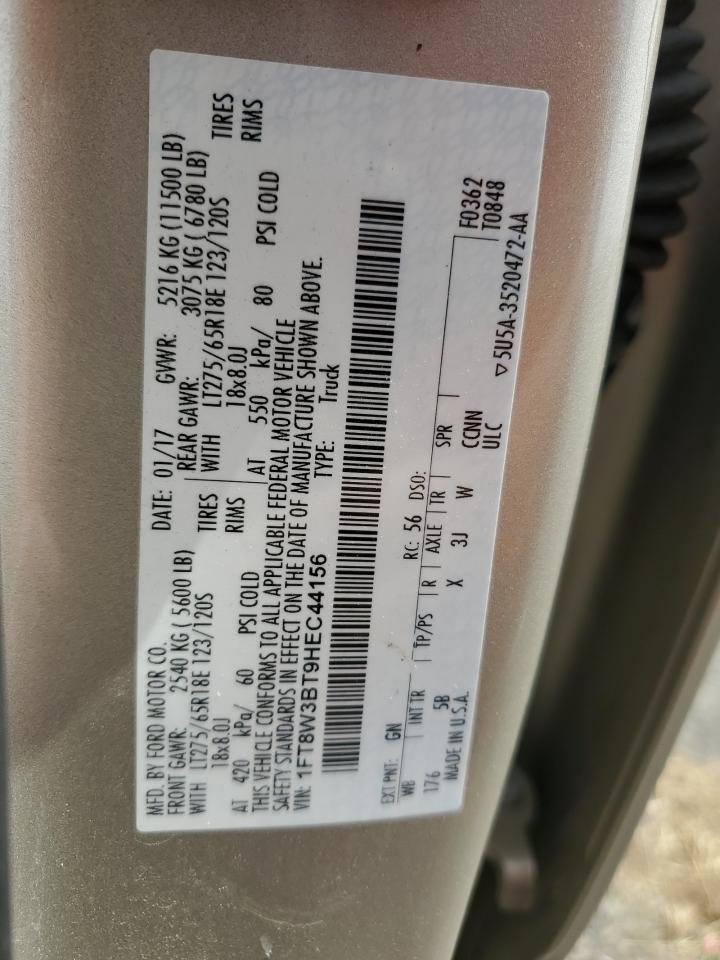 MFD. BY FORD MOTOR CO.
DATE: 01/17 GVWR: 5216 KG (11500 LB)
FRONT GAWR: 2540 KG ( 5600 LB) REAR GAWR: 3075 KG ( 6780 LB)
WITH LT275/65R18E 123/120S TIRES WITH LT275/65R18E 123/120S TIRES
18x8.0J RIMS 18x8.0J RIMS
AT 420 kPa/ 60 PSI COLD AT 550 kPa/ 80 PSI COLD
THIS VEHICLE CONFORMS TO ALL APPLICABLE FEDERAL MOTOR VEHICLE
SAFETY STANDARDS IN EFFECT ON THE DATE OF MANUFACTURE SHOWN ABOVE.
VIN: 1FT8W3BT9HEC44156 TYPE: Truck
EXT PNT: GN RC: 56 DSO: F0362
WB INT TR TP/PS R AXLE TR SPR T0848
176 5B X 3J W CCNN
MADE IN U.S.A. ULC ▽5U5A-3520472-AA